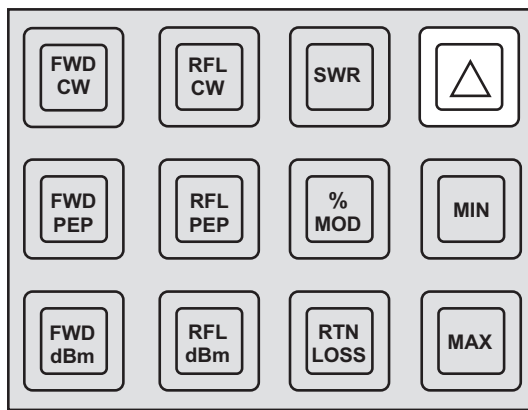 FWD
CW
RFL
CW
SWR
FWD
PEP
RFL
PEP
%
MOD
MIN
FWD
dBm
RFL
dBm
RTN
LOSS
MAX